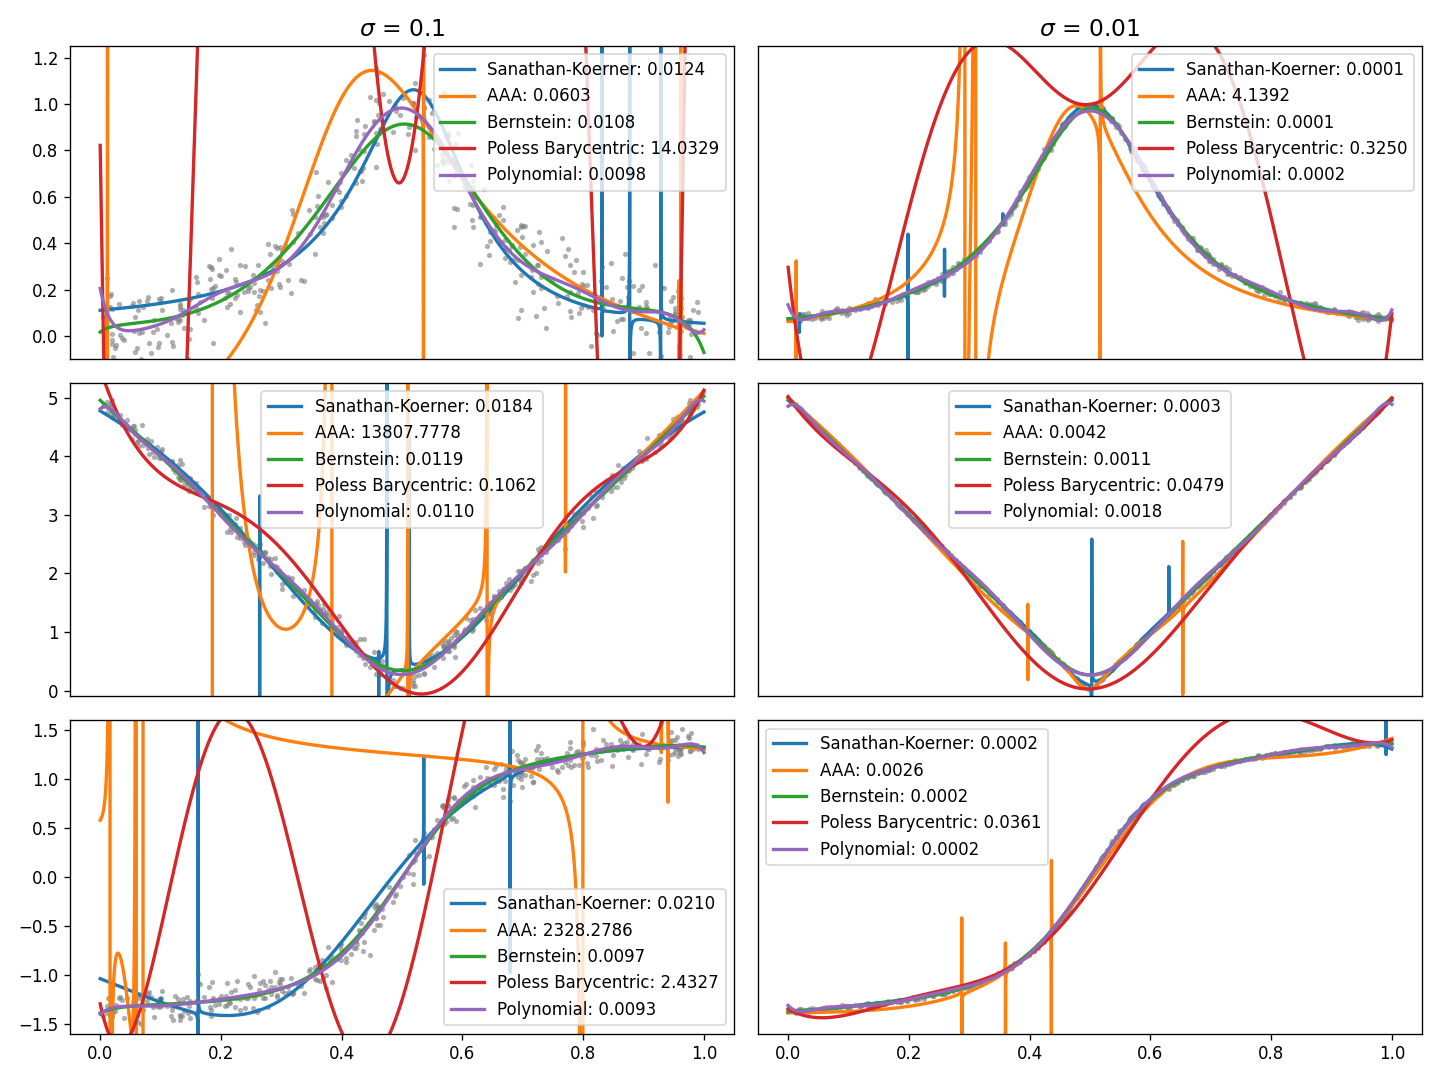 σ = 0.1
σ = 0.01
1.2
1.0
0.8
0.6
0.4
0.2
0.0
Sanathan-Koerner: 0.0124
AAA: 0.0603
Bernstein: 0.0108
Poless Barycentric: 14.0329
Polynomial: 0.0098
Sanathan-Koerner: 0.0001
AAA: 4.1392
Bernstein: 0.0001
Poless Barycentric: 0.3250
Polynomial: 0.0002
5
4
3
2
1
0
Sanathan-Koerner: 0.0184
AAA: 13807.7778
Bernstein: 0.0119
Poless Barycentric: 0.1062
Polynomial: 0.0110
Sanathan-Koerner: 0.0003
AAA: 0.0042
Bernstein: 0.0011
Poless Barycentric: 0.0479
Polynomial: 0.0018
1.5
1.0
0.5
0.0
−0.5
−1.0
−1.5
Sanathan-Koerner: 0.0210
AAA: 2328.2786
Bernstein: 0.0097
Poless Barycentric: 2.4327
Polynomial: 0.0093
Sanathan-Koerner: 0.0002
AAA: 0.0026
Bernstein: 0.0002
Poless Barycentric: 0.0361
Polynomial: 0.0002
0.0 0.2 0.4 0.6 0.8 1.0
0.0 0.2 0.4 0.6 0.8 1.0